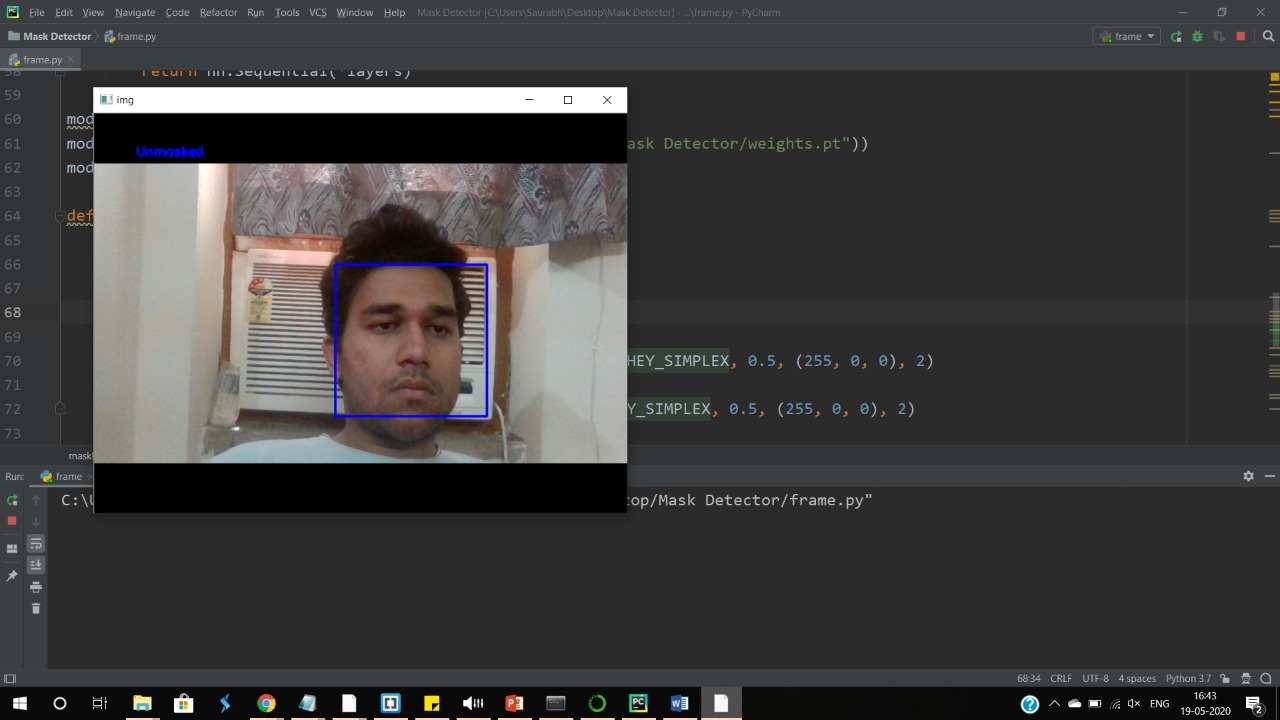 File Edit View Navigate Code Refactor Run Tools VCS Window Help Mask Detector [C:\Users\Saurabh\Desktop\Mask Detector] - ...\frame.py - PyCharm
Mask Detector frame.py frame
frame.py
58 return nn.Sequential(*layers)
59
img
60 mod
61 mod ask Detector/weights.pt"))
Unmasked
62 mod
63
64 def
65
66
67
68
69
70 HEY_SIMPLEX, 0.5, (255, 0, 0), 2)
71
72 Y_SIMPLEX, 0.5, (255, 0, 0), 2)
73
mask
Run: frame
C:\U top/Mask Detector/frame.py"
68:34 CRLF UTF-8 4 spaces Python 3.7
ENG 16:43
19-05-2020 2